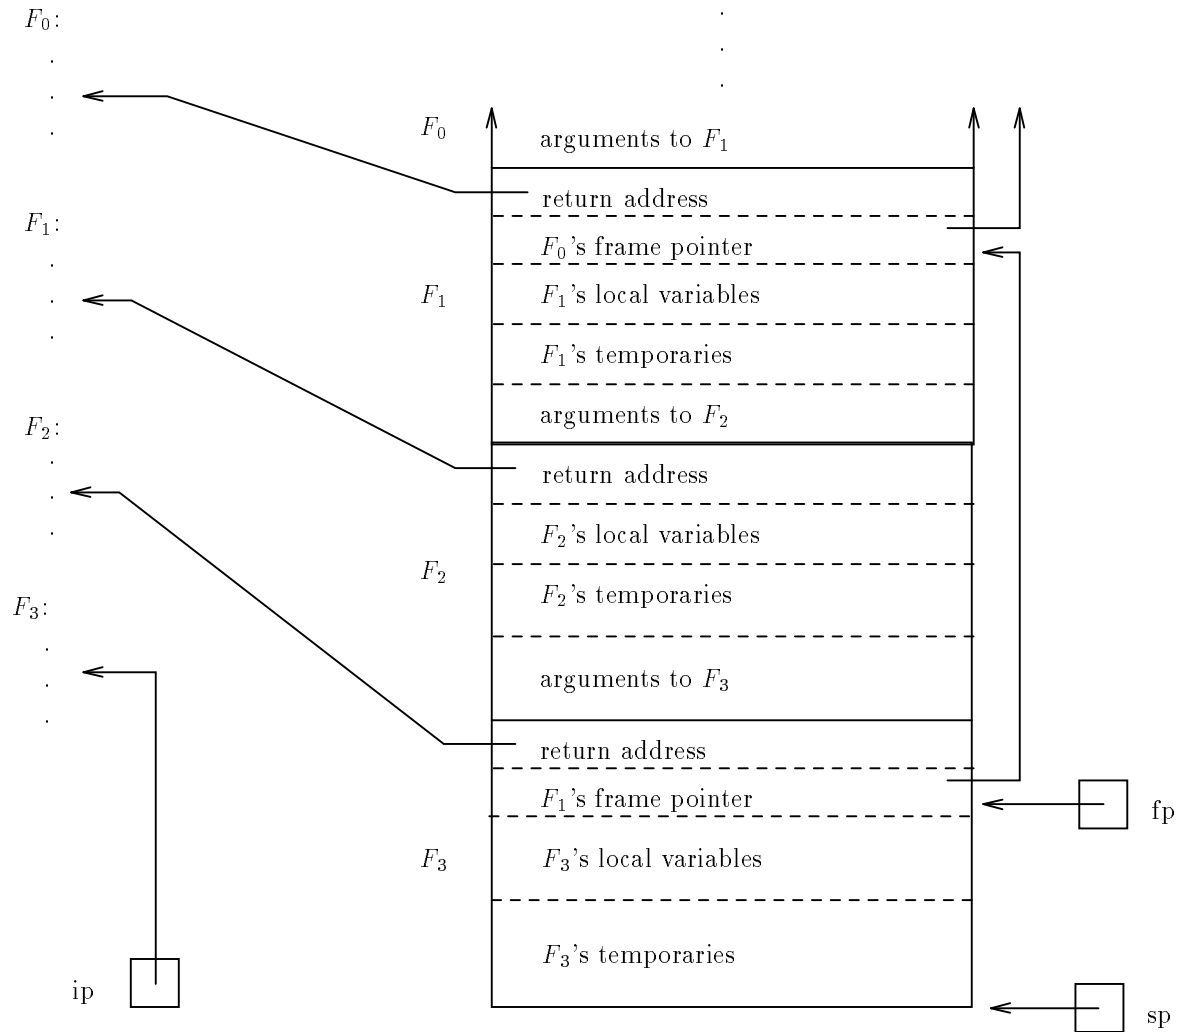 F₀:
F₀
arguments to F₁
return address
F₁:
F₀'s frame pointer
F₁
F₁'s local variables
F₁'s temporaries
arguments to F₂
F₂:
return address
F₂'s local variables
F₂
F₂'s temporaries
F₃:
arguments to F₃
return address
F₁'s frame pointer
fp
F₃
F₃'s local variables
F₃'s temporaries
ip
sp